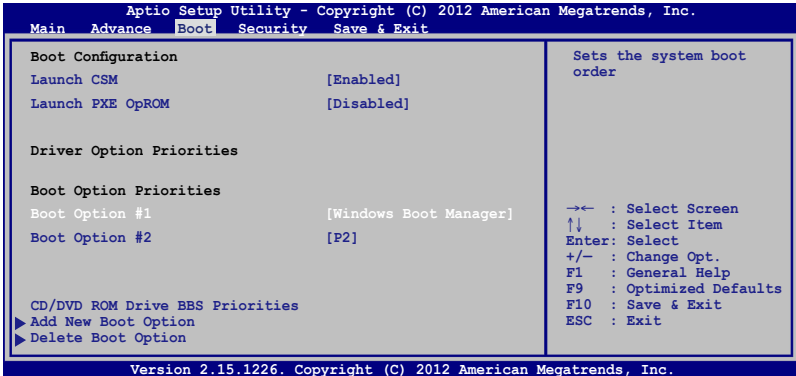 Aptio Setup Utility - Copyright (C) 2012 American Megatrends, Inc.
Main Advance Boot Security Save & Exit
Boot Configuration
Launch CSM [Enabled]
Launch PXE OpROM [Disabled]
Driver Option Priorities
Boot Option Priorities
Boot Option #1 [Windows Boot Manager]
Boot Option #2 [P2]
CD/DVD ROM Drive BBS Priorities
Add New Boot Option
Delete Boot Option
Sets the system boot
order
→← : Select Screen
↑↓ : Select Item
Enter: Select
+/— : Change Opt.
F1 : General Help
F9 : Optimized Defaults
F10 : Save & Exit
ESC : Exit
Version 2.15.1226. Copyright (C) 2012 American Megatrends, Inc.